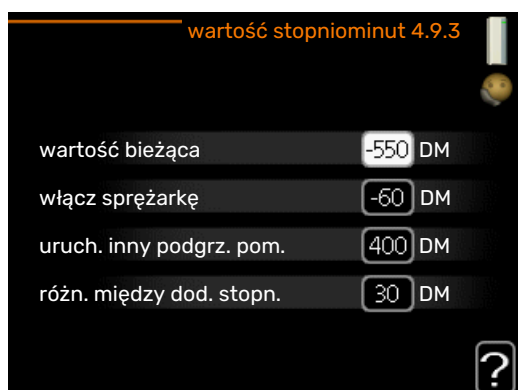 wartość stopniominut 4.9.3
wartość bieżąca -550 DM
włącz sprężarkę -60 DM
uruch. inny podgrz. pom. 400 DM
różn. między dod. stopn. 30 DM
?